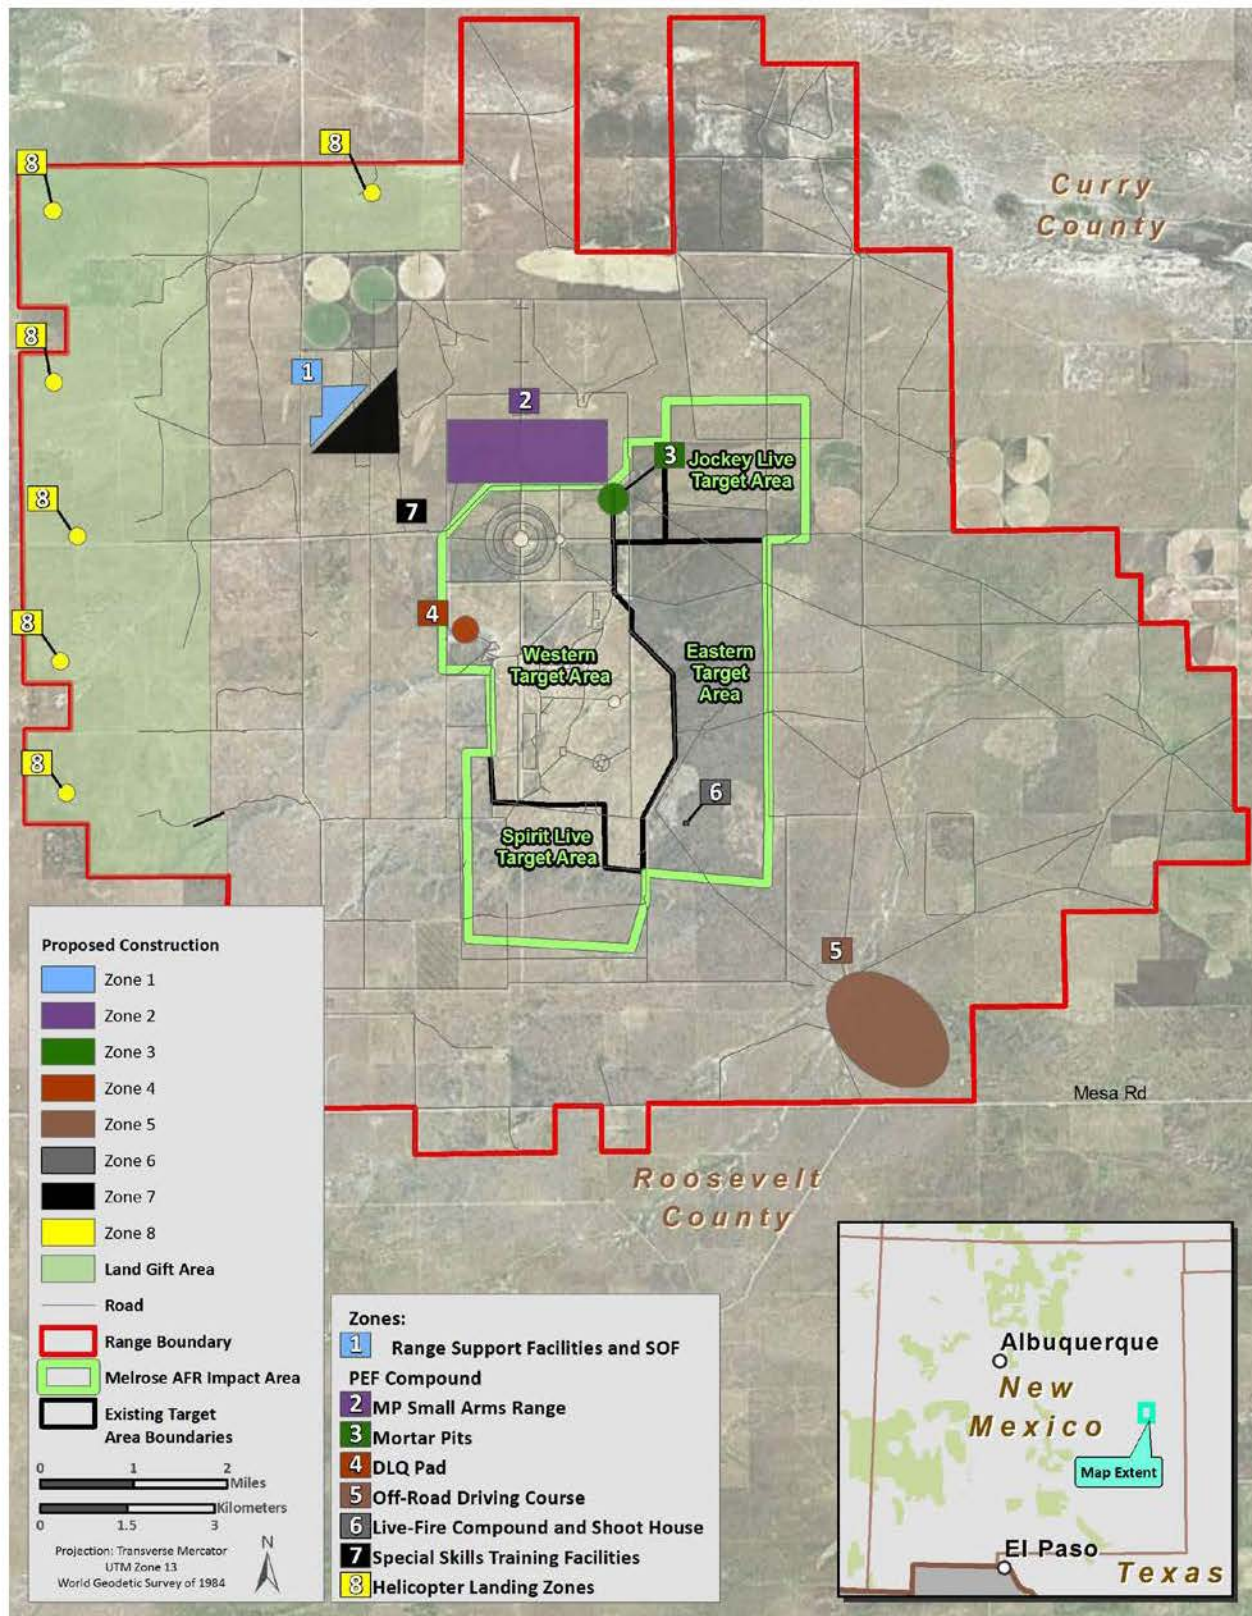 8
8
Curry
County
8
1
2
3
Jockey Live
Target Area
8
7
8
4
Western
Target Area
Eastern
Target
Area
8
6
Spirit Live
Target Area
5
Mesa Rd
Roosevelt
County
Proposed Construction
Zone 1
Zone 2
Zone 3
Zone 4
Zone 5
Zone 6
Zone 7
Zone 8
Land Gift Area
Road
Range Boundary
Melrose AFR Impact Area
Existing Target
Area Boundaries
0 1 2
Miles
Kilometers
0 1.5 3
Projection: Transverse Mercator
UTM Zone 13
World Geodetic Survey of 1984
N
Zones:
1 Range Support Facilities and SOF
PEF Compound
2 MP Small Arms Range
3 Mortar Pits
4 DLQ Pad
5 Off-Road Driving Course
6 Live-Fire Compound and Shoot House
7 Special Skills Training Facilities
8 Helicopter Landing Zones
Albuquerque
New
Mexico
Map Extent
El Paso
Texas